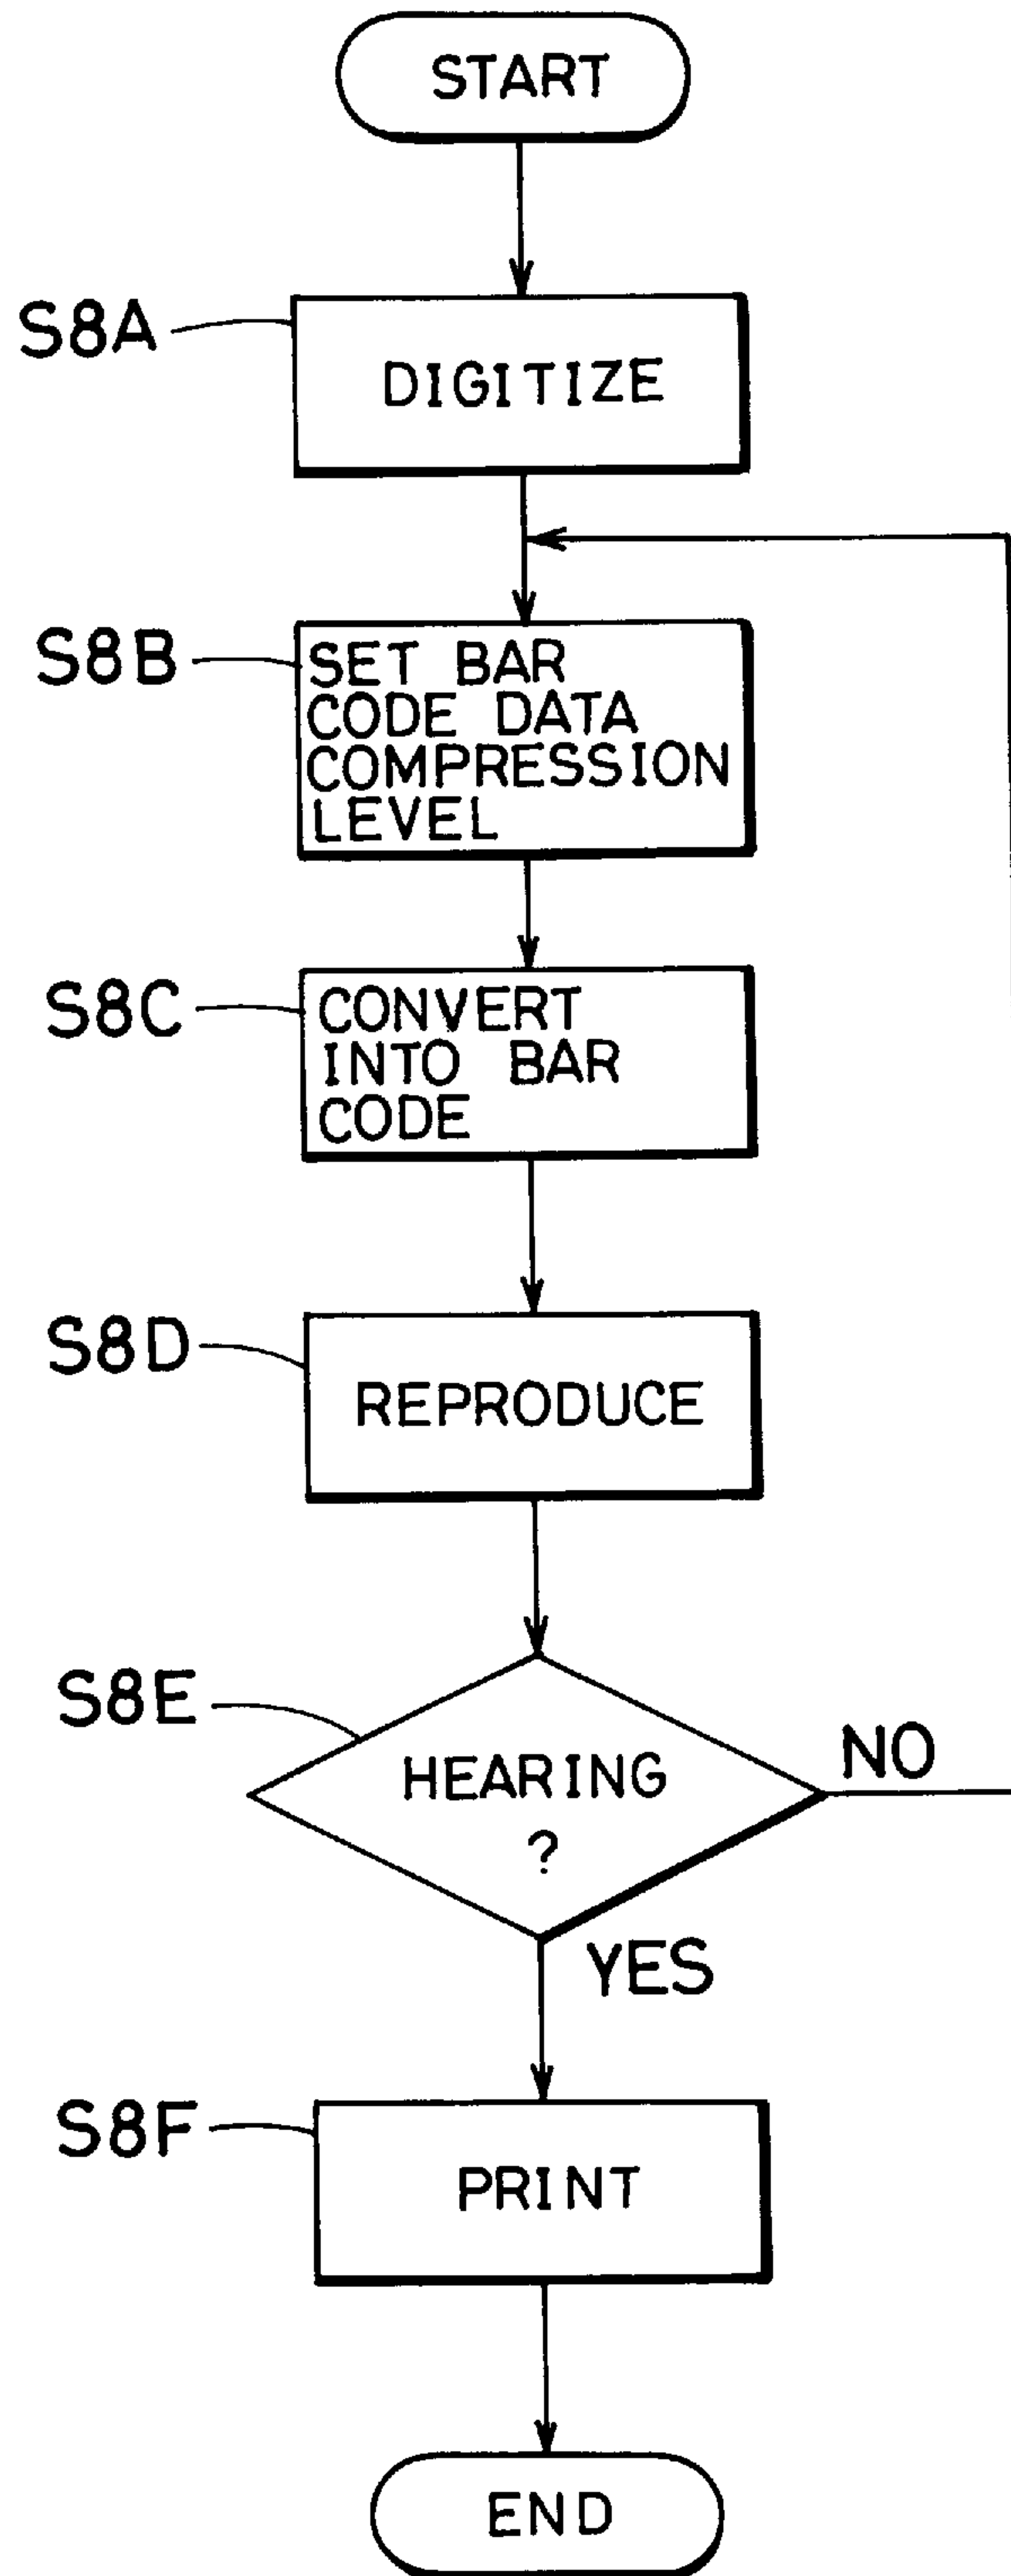 START
S8A
DIGITIZE
S8B
SET BAR
CODE DATA
COMPRESSION
LEVEL
S8C
CONVERT
INTO BAR
CODE
S8D
REPRODUCE
S8E
HEARING
?
NO
YES
S8F
PRINT
END